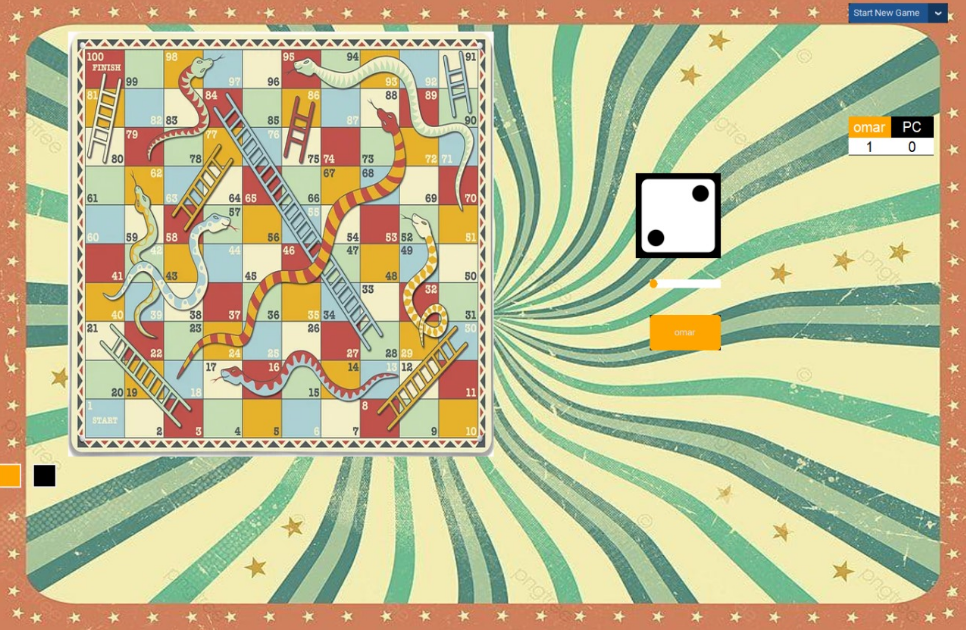 Start New Game
100 99 98 97 96 95 94 93 92 91
FINISH
81 82 83 84 85 86 87 88 89 90
80 79 78 77 76 75 74 73 72 71
61 62 63 64 65 66 67 68 69 70
60 59 58 57 56 55 54 53 52 51
41 42 43 44 45 46 47 48 49 50
40 39 38 37 36 35 34 33 32 31
21 22 23 24 25 26 27 28 29 30
20 19 18 17 16 15 14 13 12 11
1 2 3 4 5 6 7 8 9 10
START
omar PC
1 0
omar
pngtree
pngtree
pngtree